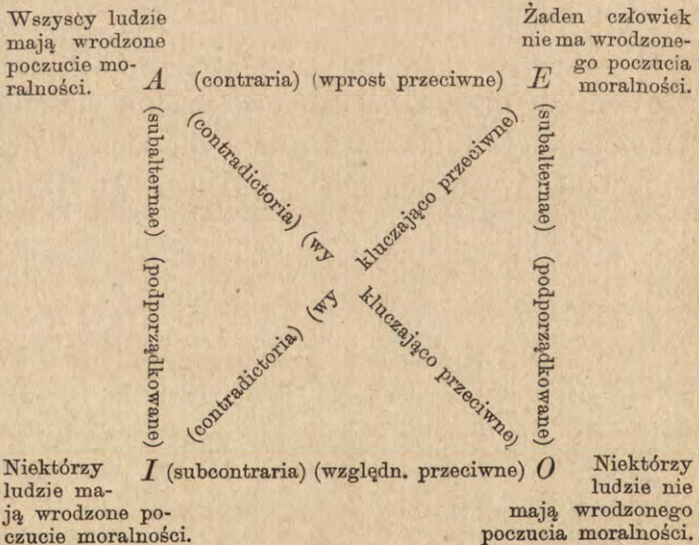 Wszyscy ludzie
mają wrodzone
poczucie mo-
ralności.
A (contraria) (wprost przeciwne) E
Żaden człowiek
nie ma wrodzone-
go poczucia
moralności.
(subalternae) (podporządkowane)
(contradictoria) (wy kluczająco przeciwne)
(contradictoria) (wy kluczająco przeciwne)
(subalternae) (podporządkowane)
Niektórzy
ludzie ma-
ją wrodzone po-
czucie moralności.
I (subcontraria) (względn. przeciwne) O
Niektórzy
ludzie nie
mają wrodzonego
poczucia moralności.